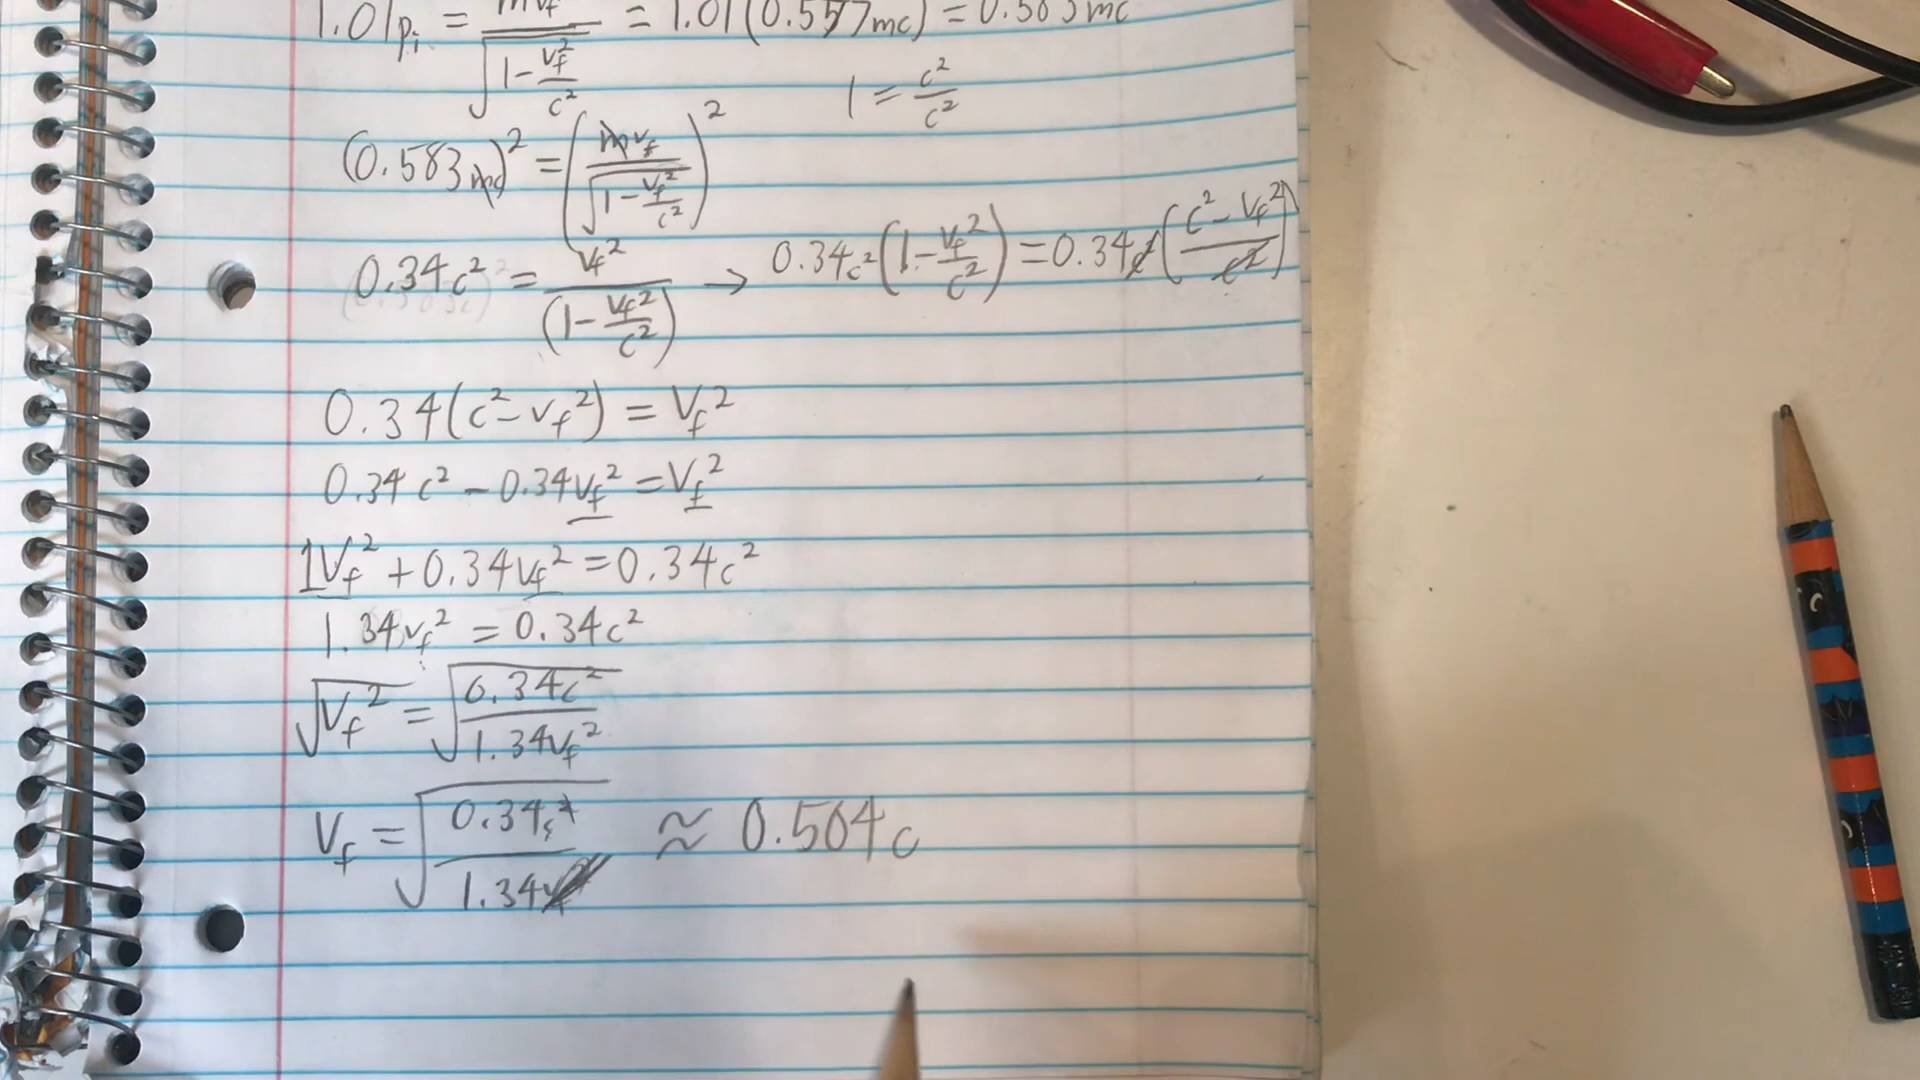 1.01pᵢ = mv_f / √(1 - v_f²/c²) = 1.01(0.557mc) = 0.583mc
1 = c²/c²
(0.583mc)² = (mv_f / √(1 - v_f²/c²))²
0.34c² = v_f² / (1 - v_f²/c²) → 0.34c²(1 - v_f²/c²) = 0.34c²((c² - v_f²)/c²)
0.34(c² - v_f²) = v_f²
0.34c² - 0.34v_f² = v_f²
1v_f² + 0.34v_f² = 0.34c²
1.34v_f² = 0.34c²
√v_f² = √(0.34c² / 1.34v_f²)
v_f = √(0.34c² / 1.34) ≈ 0.504c